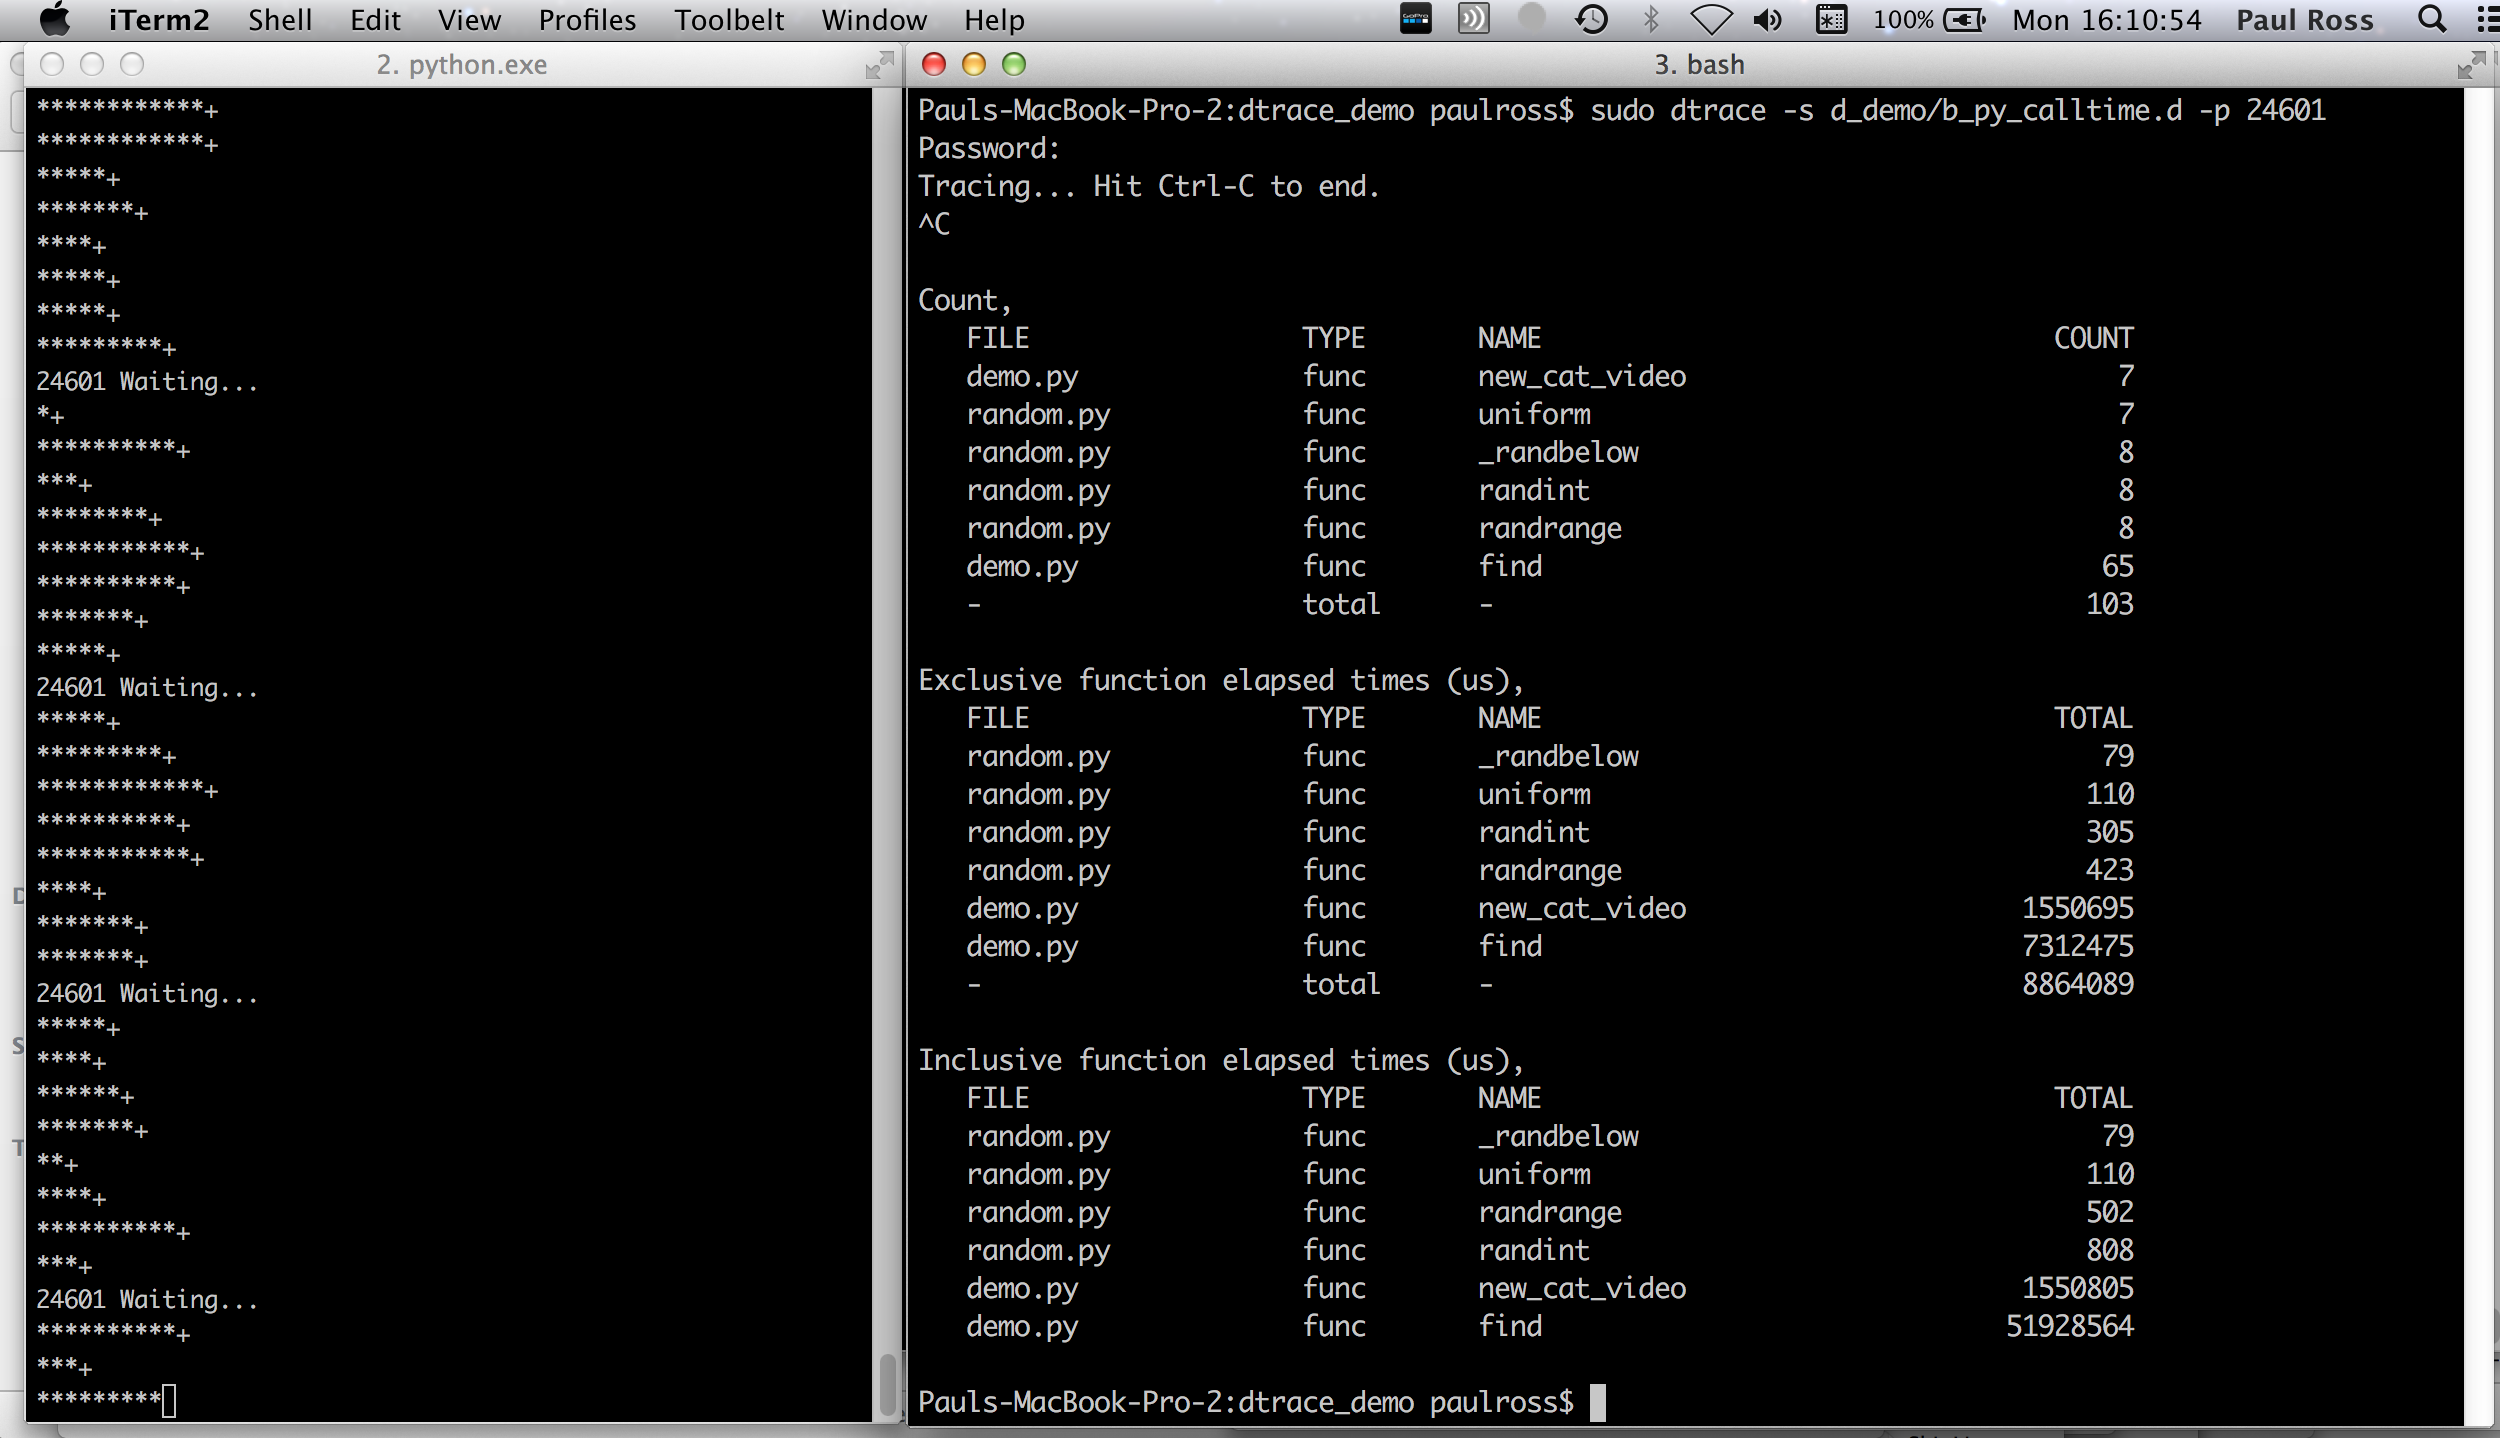 iTerm2 Shell Edit View Profiles Toolbelt Window Help GoPro 100% Mon 16:10:54 Paul Ross
2. python.exe
************+
************+
*****+
*******+
****+
*****+
*****+
*********+
24601 Waiting...
*+
**********+
***+
********+
***********+
**********+
*******+
*****+
24601 Waiting...
*****+
*********+
************+
**********+
***********+
****+
*******+
*******+
24601 Waiting...
*****+
****+
******+
*******+
**+
****+
**********+
***+
24601 Waiting...
**********+
***+
*********
3. bash
Pauls-MacBook-Pro-2:dtrace_demo paulross$ sudo dtrace -s d_demo/b_py_calltime.d -p 24601
Password:
Tracing... Hit Ctrl-C to end.
^C
Count,
FILE TYPE NAME COUNT
demo.py func new_cat_video 7
random.py func uniform 7
random.py func _randbelow 8
random.py func randint 8
random.py func randrange 8
demo.py func find 65
- total - 103
Exclusive function elapsed times (us),
FILE TYPE NAME TOTAL
random.py func _randbelow 79
random.py func uniform 110
random.py func randint 305
random.py func randrange 423
demo.py func new_cat_video 1550695
demo.py func find 7312475
- total - 8864089
Inclusive function elapsed times (us),
FILE TYPE NAME TOTAL
random.py func _randbelow 79
random.py func uniform 110
random.py func randrange 502
random.py func randint 808
demo.py func new_cat_video 1550805
demo.py func find 51928564
Pauls-MacBook-Pro-2:dtrace_demo paulross$